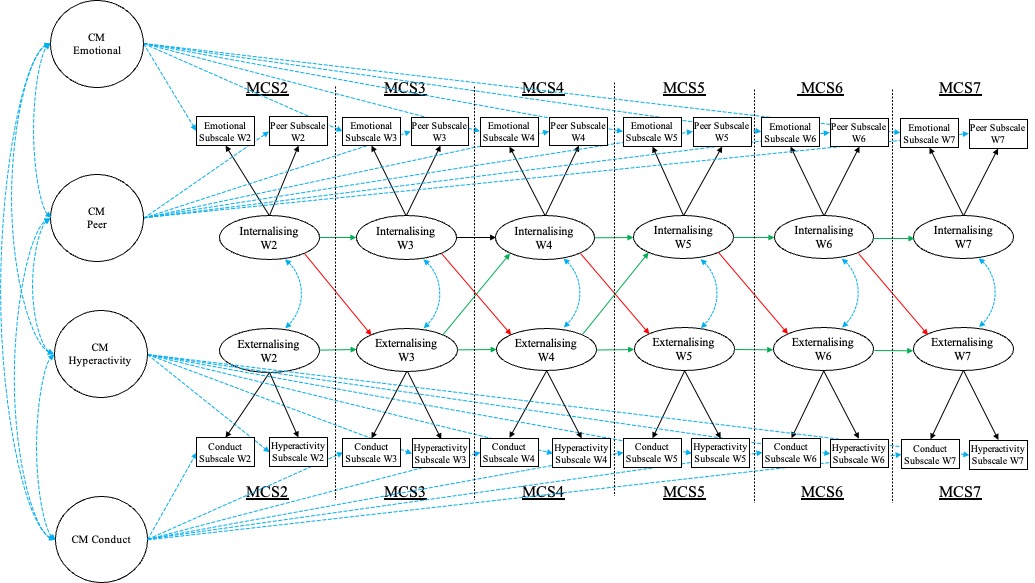 CM
Emotional
MCS2 MCS3 MCS4 MCS5 MCS6 MCS7
Emotional
Subscale W2
Peer Subscale
W2
Emotional
Subscale W3
Peer Subscale
W3
Emotional
Subscale W4
Peer Subscale
W4
Emotional
Subscale W5
Peer Subscale
W5
Emotional
Subscale W6
Peer Subscale
W6
Emotional
Subscale W7
Peer Subscale
W7
CM
Peer
Internalising
W2
Internalising
W3
Internalising
W4
Internalising
W5
Internalising
W6
Internalising
W7
CM
Hyperactivity
Externalising
W2
Externalising
W3
Externalising
W4
Externalising
W5
Externalising
W6
Externalising
W7
Conduct
Subscale W2
Hyperactivity
Subscale W2
Conduct
Subscale W3
Hyperactivity
Subscale W3
Conduct
Subscale W4
Hyperactivity
Subscale W4
Conduct
Subscale W5
Hyperactivity
Subscale W5
Conduct
Subscale W6
Hyperactivity
Subscale W6
Conduct
Subscale W7
Hyperactivity
Subscale W7
MCS2 MCS3 MCS4 MCS5 MCS6 MCS7
CM Conduct